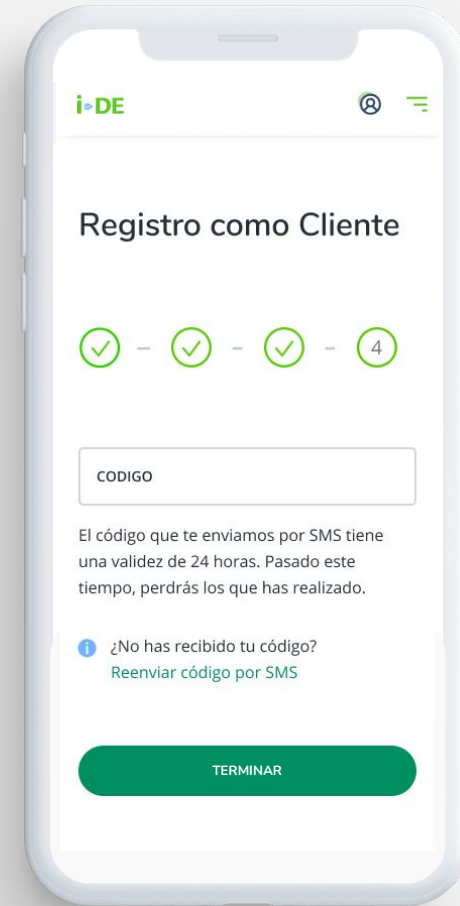 i-DE
Registro como Cliente
4
CODIGO
El código que te enviamos por SMS tiene
una validez de 24 horas. Pasado este
tiempo, perdrás los que has realizado.
¿No has recibido tu código?
Reenviar código por SMS
TERMINAR